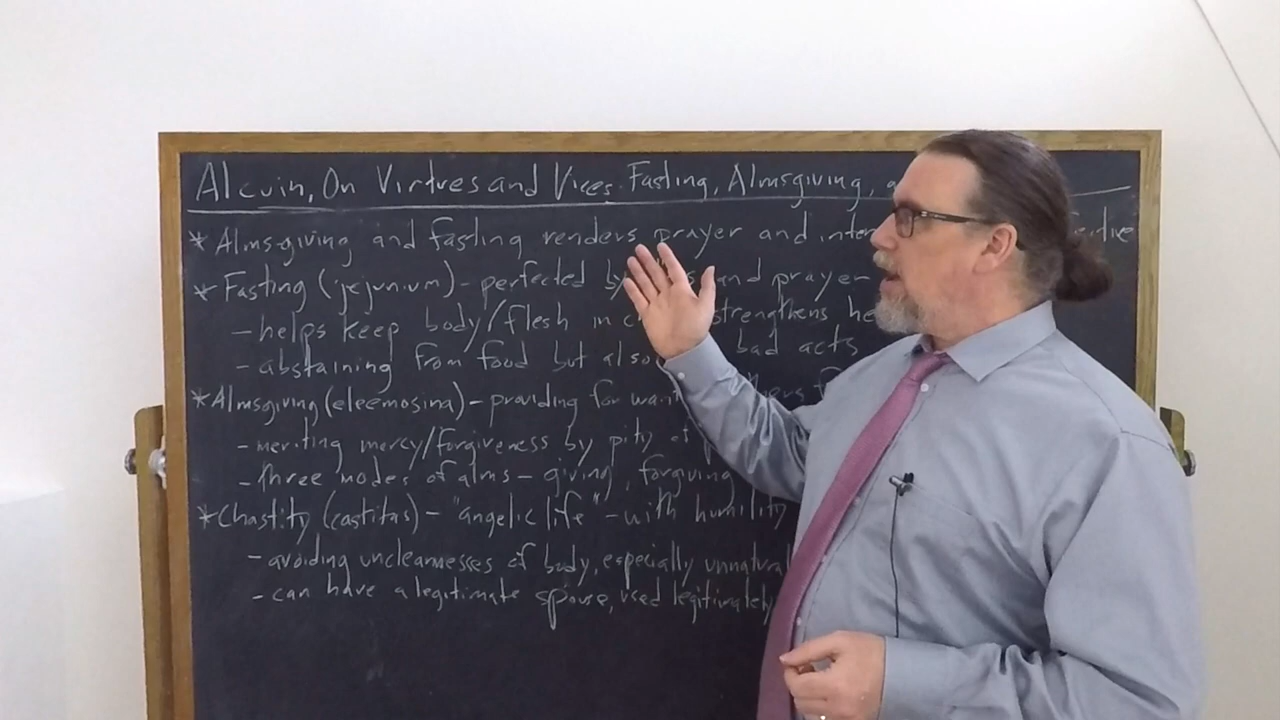 Alcuin, On Virtues and Vices: Fasting, Almsgiving, a
* Almsgiving and fasting renders prayer and inter
* Fasting (jejunium) - perfected by and prayer
- helps keep body/flesh in strengthens
- abstaining from food but also bad acts
* Almsgiving (eleemosina) - providing for
- meriting mercy/forgiveness by pity of
- three modes of alms - giving, forgiving
* Chastity (castitas) - "angelic life" - with humility
- avoiding uncleannesses of body, especially unnatural
- can have a legitimate spouse, used legitimately